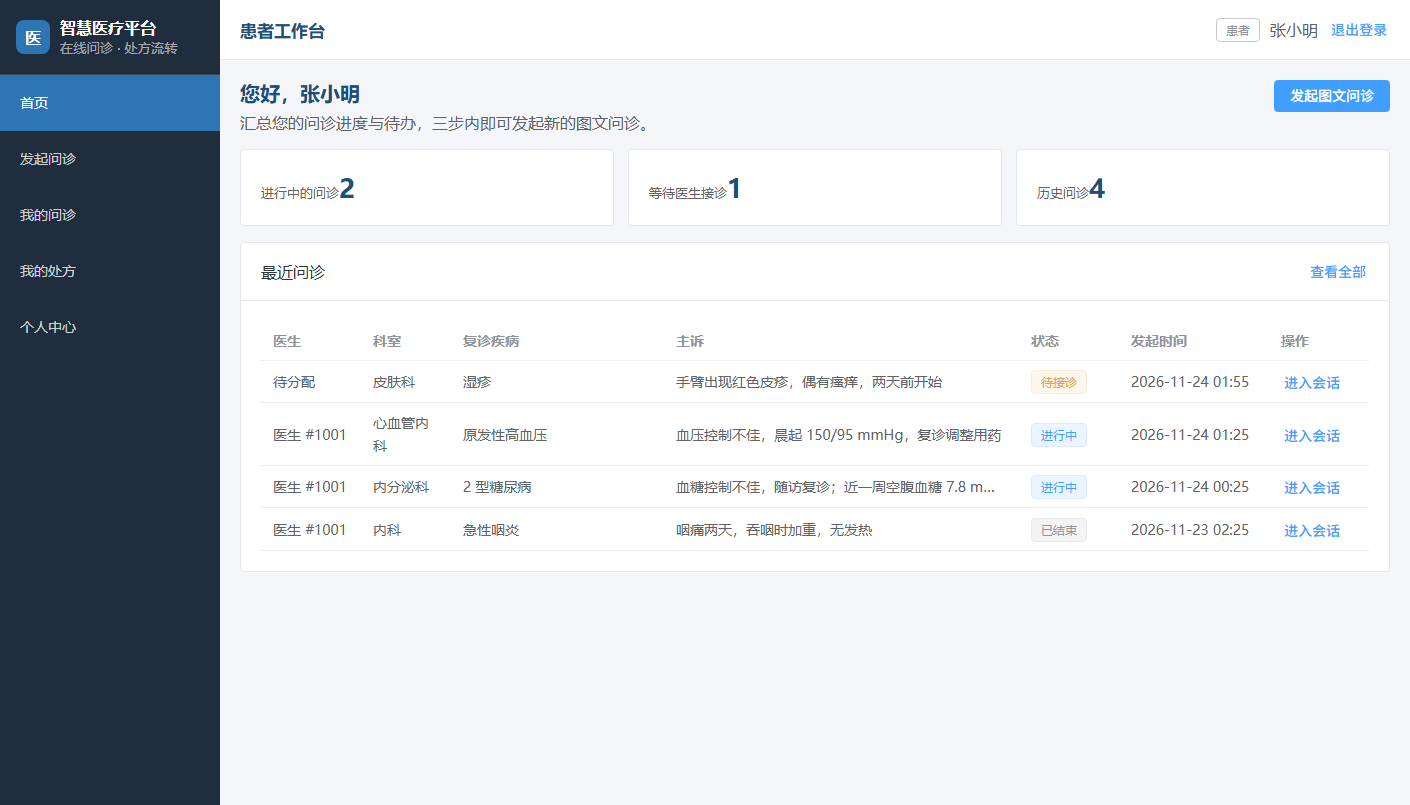 医
智慧医疗平台
在线问诊 · 处方流转
首页
发起问诊
我的问诊
我的处方
个人中心
患者工作台
患者 张小明 退出登录
您好，张小明
汇总您的问诊进度与待办，三步内即可发起新的图文问诊。
发起图文问诊
进行中的问诊2
等待医生接诊1
历史问诊4
最近问诊 查看全部
医生 科室 复诊疾病 主诉 状态 发起时间 操作
待分配 皮肤科 湿疹 手臂出现红色皮疹，偶有瘙痒，两天前开始 待接诊 2026-11-24 01:55 进入会话
医生 #1001 心血管内科 原发性高血压 血压控制不佳，晨起 150/95 mmHg，复诊调整用药 进行中 2026-11-24 01:25 进入会话
医生 #1001 内分泌科 2 型糖尿病 血糖控制不佳，随访复诊；近一周空腹血糖 7.8 m... 进行中 2026-11-24 00:25 进入会话
医生 #1001 内科 急性咽炎 咽痛两天，吞咽时加重，无发热 已结束 2026-11-23 02:25 进入会话